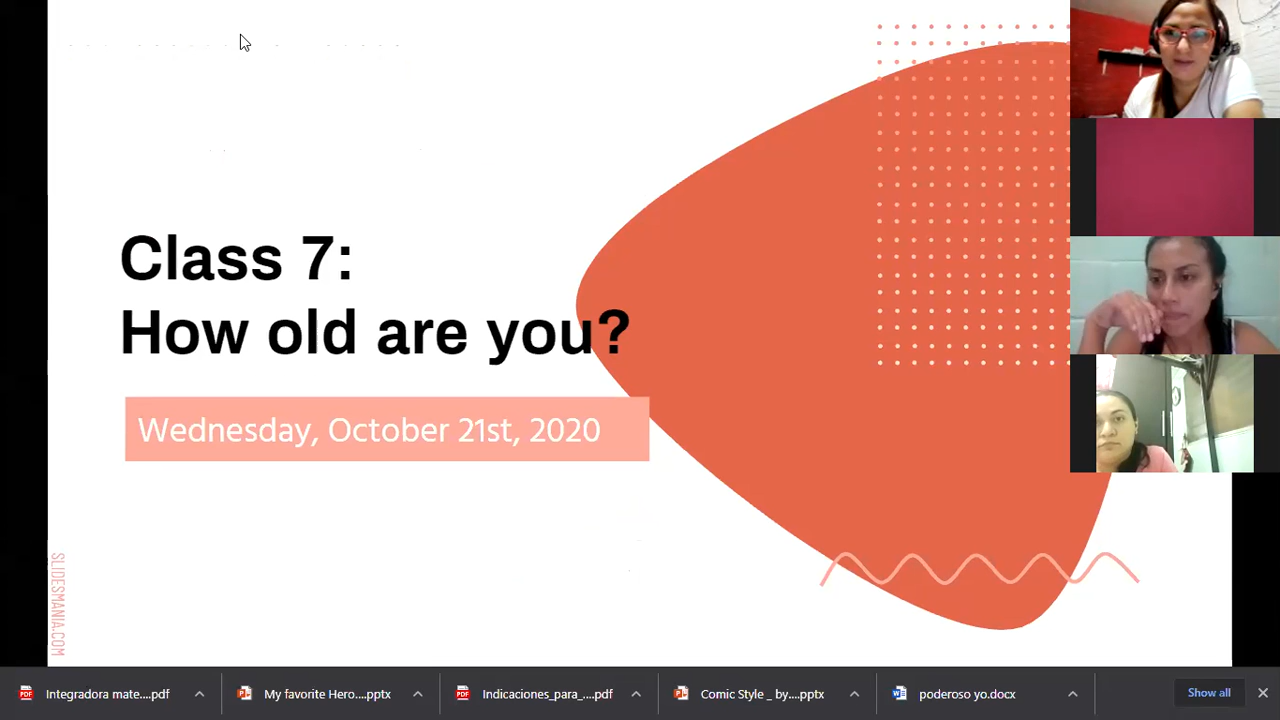 Class 7:
How old are you?
Wednesday, October 21st, 2020
SLIDESMANIA.COM
Integradora mate....pdf
My favorite Hero....pptx
Indicaciones_para_....pdf
Comic Style _ by....pptx
poderoso yo.docx
Show all